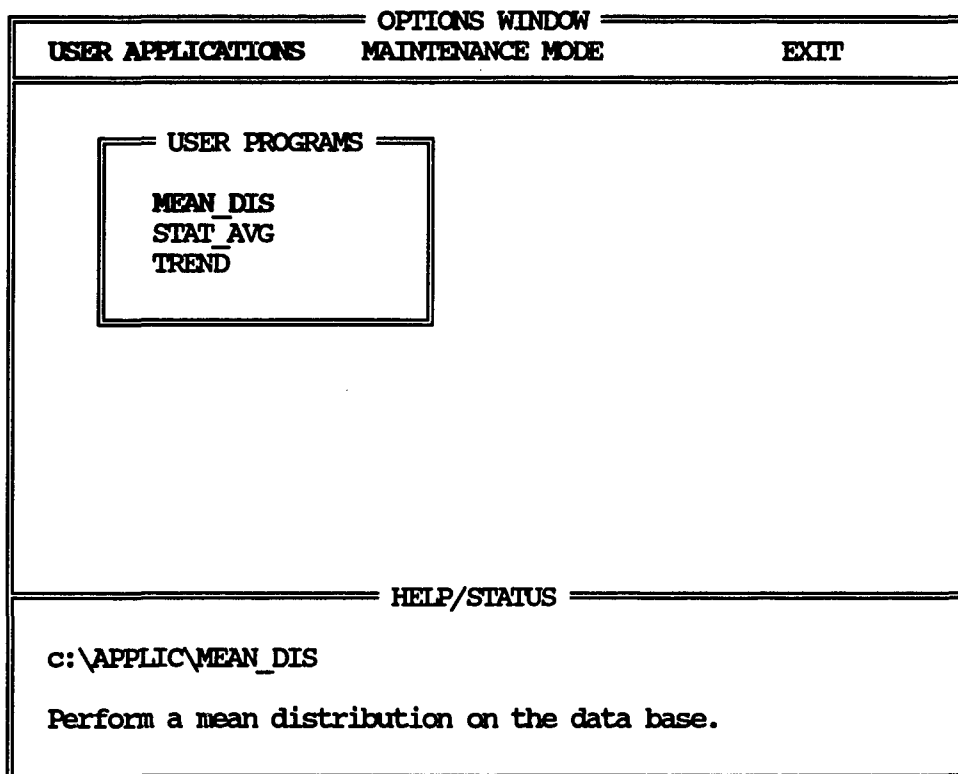 OPTIONS WINDOW
USER APPLICATIONS MAINTENANCE MODE EXIT
USER PROGRAMS
MEAN_DIS
STAT_AVG
TREND
HELP/STATUS
c:\APPLIC\MEAN_DIS
Perform a mean distribution on the data base.